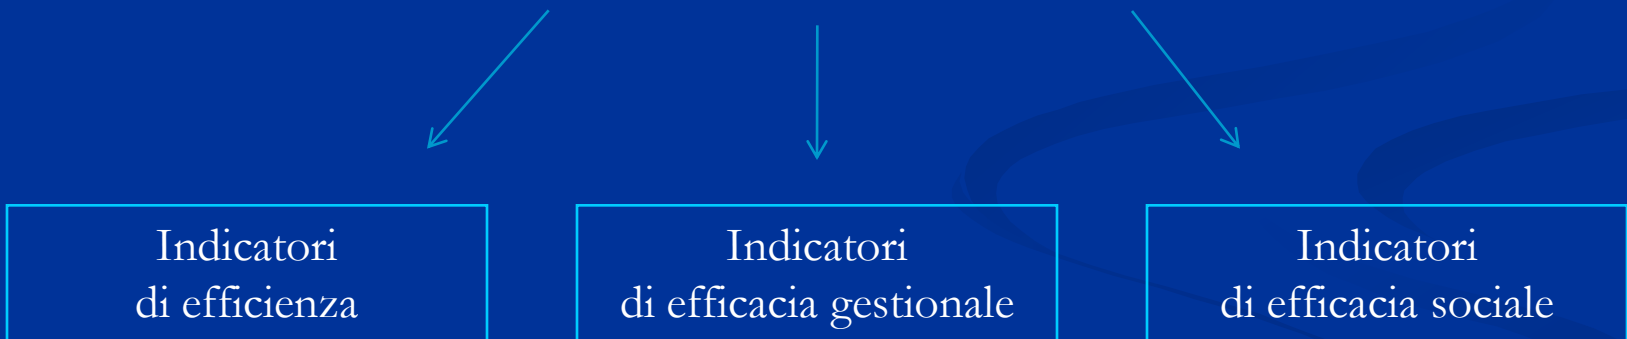 Indicatori
di efficienza
Indicatori
di efficacia gestionale
Indicatori
di efficacia sociale